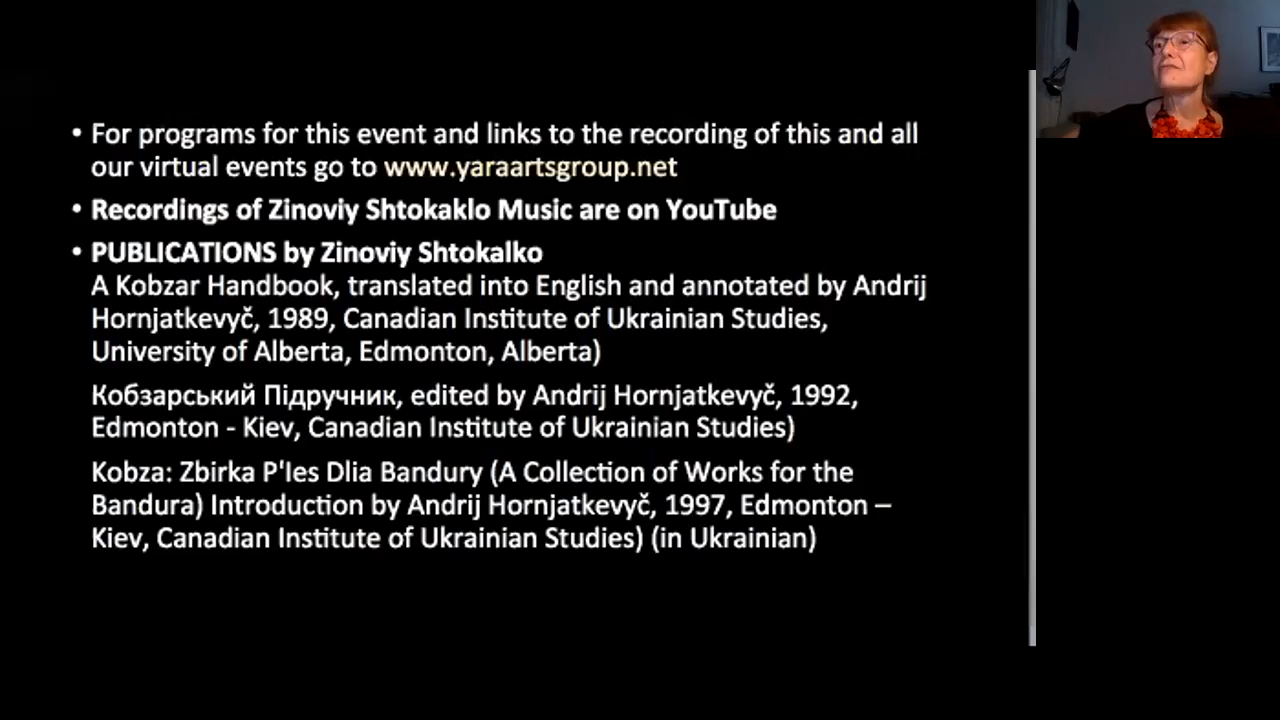 • For programs for this event and links to the recording of this and all
our virtual events go to www.yaraartsgroup.net
• Recordings of Zinoviy Shtokaklo Music are on YouTube
• PUBLICATIONS by Zinoviy Shtokalko
A Kobzar Handbook, translated into English and annotated by Andrij
Hornjatkevyč, 1989, Canadian Institute of Ukrainian Studies,
University of Alberta, Edmonton, Alberta)
Кобзарський Підручник, edited by Andrij Hornjatkevyč, 1992,
Edmonton - Kiev, Canadian Institute of Ukrainian Studies)
Kobza: Zbirka P'Ies Dlia Bandury (A Collection of Works for the
Bandura) Introduction by Andrij Hornjatkevyč, 1997, Edmonton –
Kiev, Canadian Institute of Ukrainian Studies) (in Ukrainian)